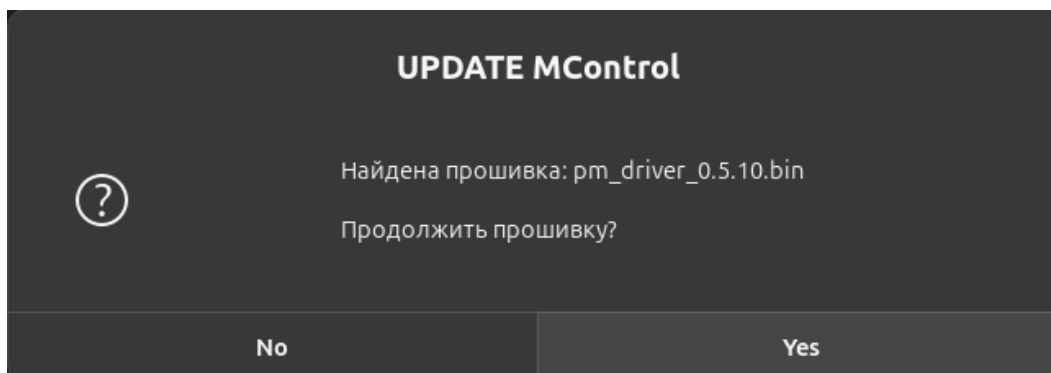 UPDATE MControl
Найдена прошивка: pm_driver_0.5.10.bin
Продолжить прошивку?
No
Yes